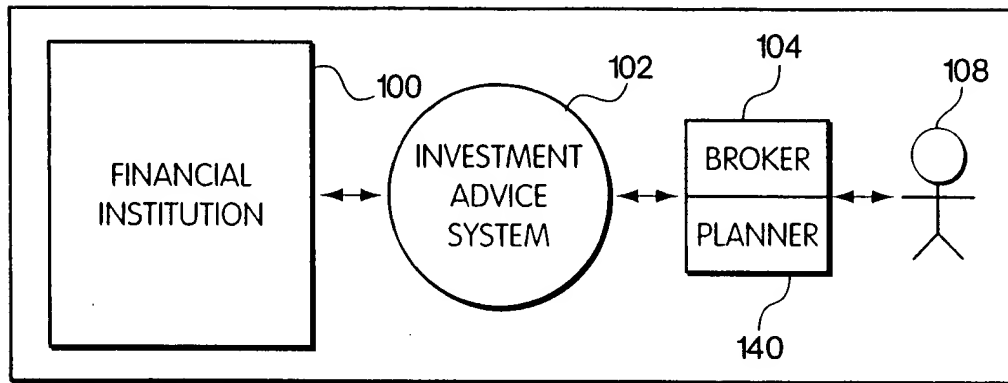 FINANCIAL
INSTITUTION
100
INVESTMENT
ADVICE
SYSTEM
102
104
BROKER
PLANNER
140
108